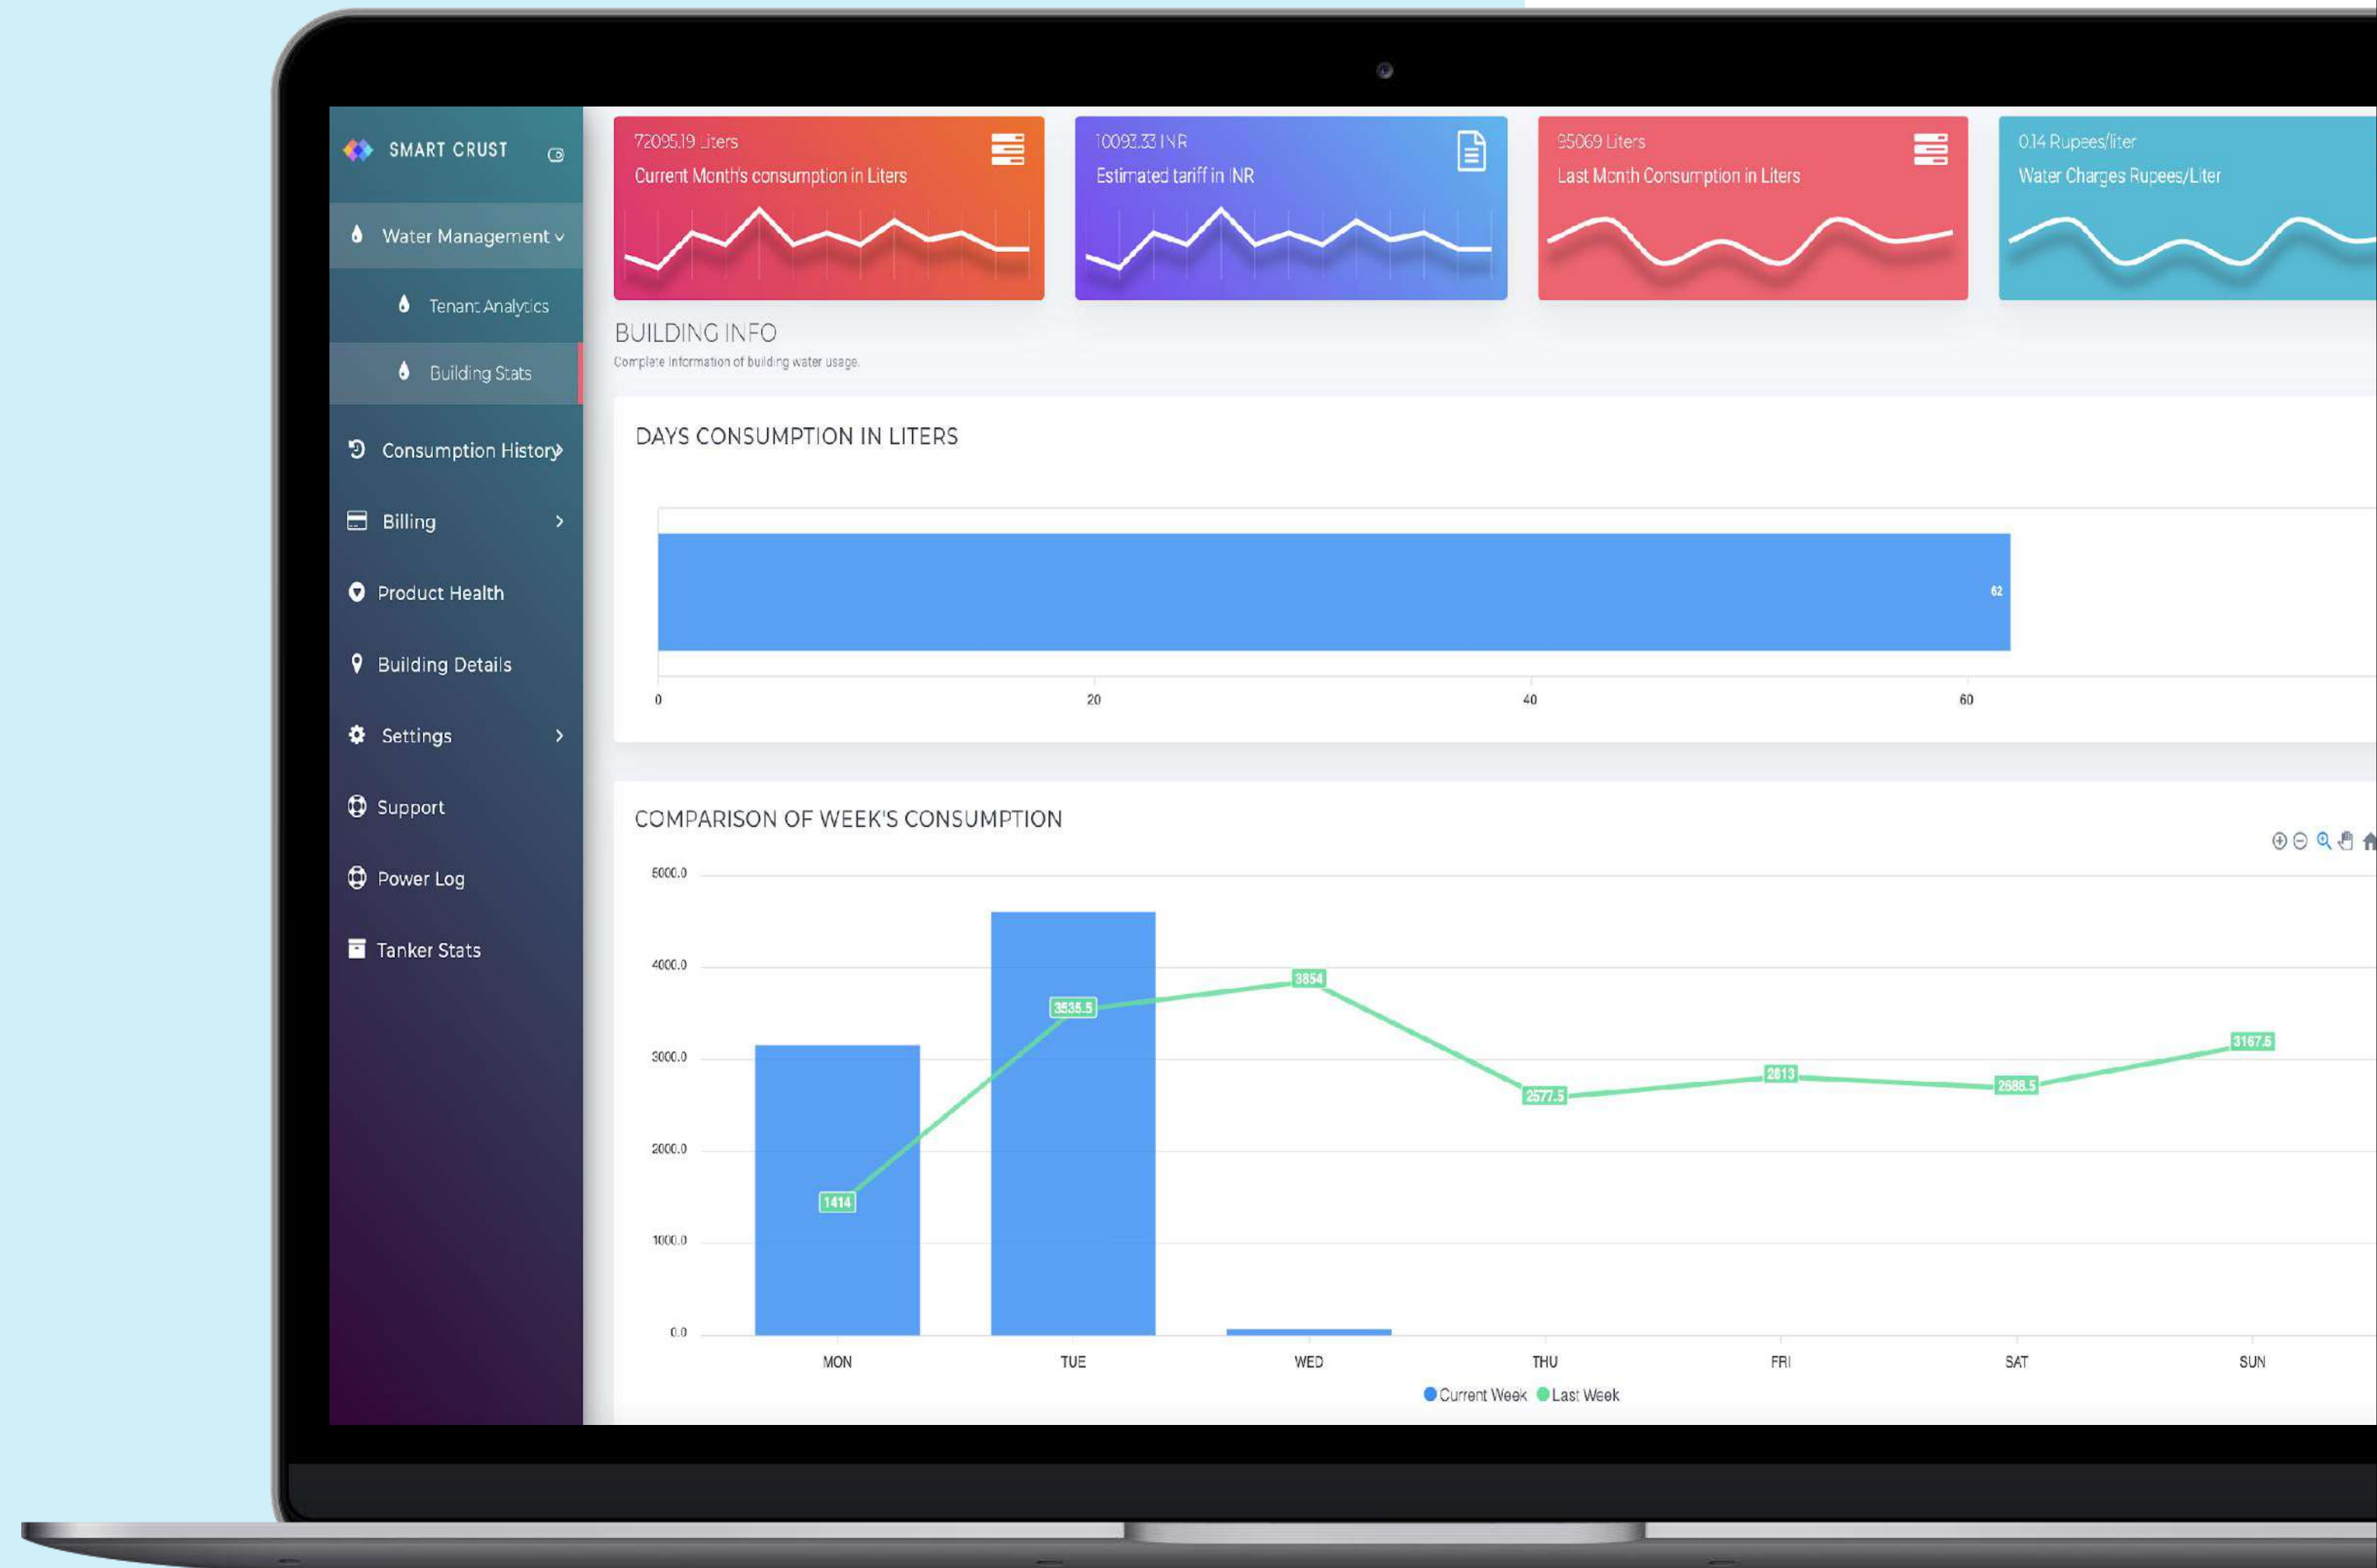 SMART CRUST
Water Management
Tenant Analytics
Building Stats
Consumption History
Billing
Product Health
Building Details
Settings
Support
Power Log
Tanker Stats
72095.19 Liters
Current Month's consumption in Liters
10093.33 INR
Estimated tariff in INR
95069 Liters
Last Month Consumption in Liters
0.14 Rupees/liter
Water Charges Rupees/Liter
BUILDING INFO
Complete Information of building water usage.
DAYS CONSUMPTION IN LITERS
62
0 20 40 60
COMPARISON OF WEEK'S CONSUMPTION
5000.0
4000.0
3000.0
2000.0
1000.0
0.0
1414 3535.5 3854 2577.5 2813 2688.5 3167.5
MON TUE WED THU FRI SAT SUN
Current Week Last Week